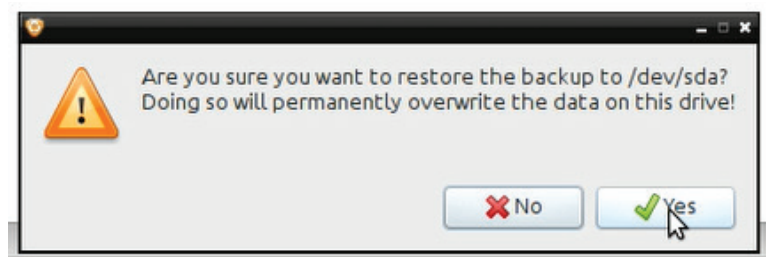 Are you sure you want to restore the backup to /dev/sda?
Doing so will permanently overwrite the data on this drive!
No
Yes